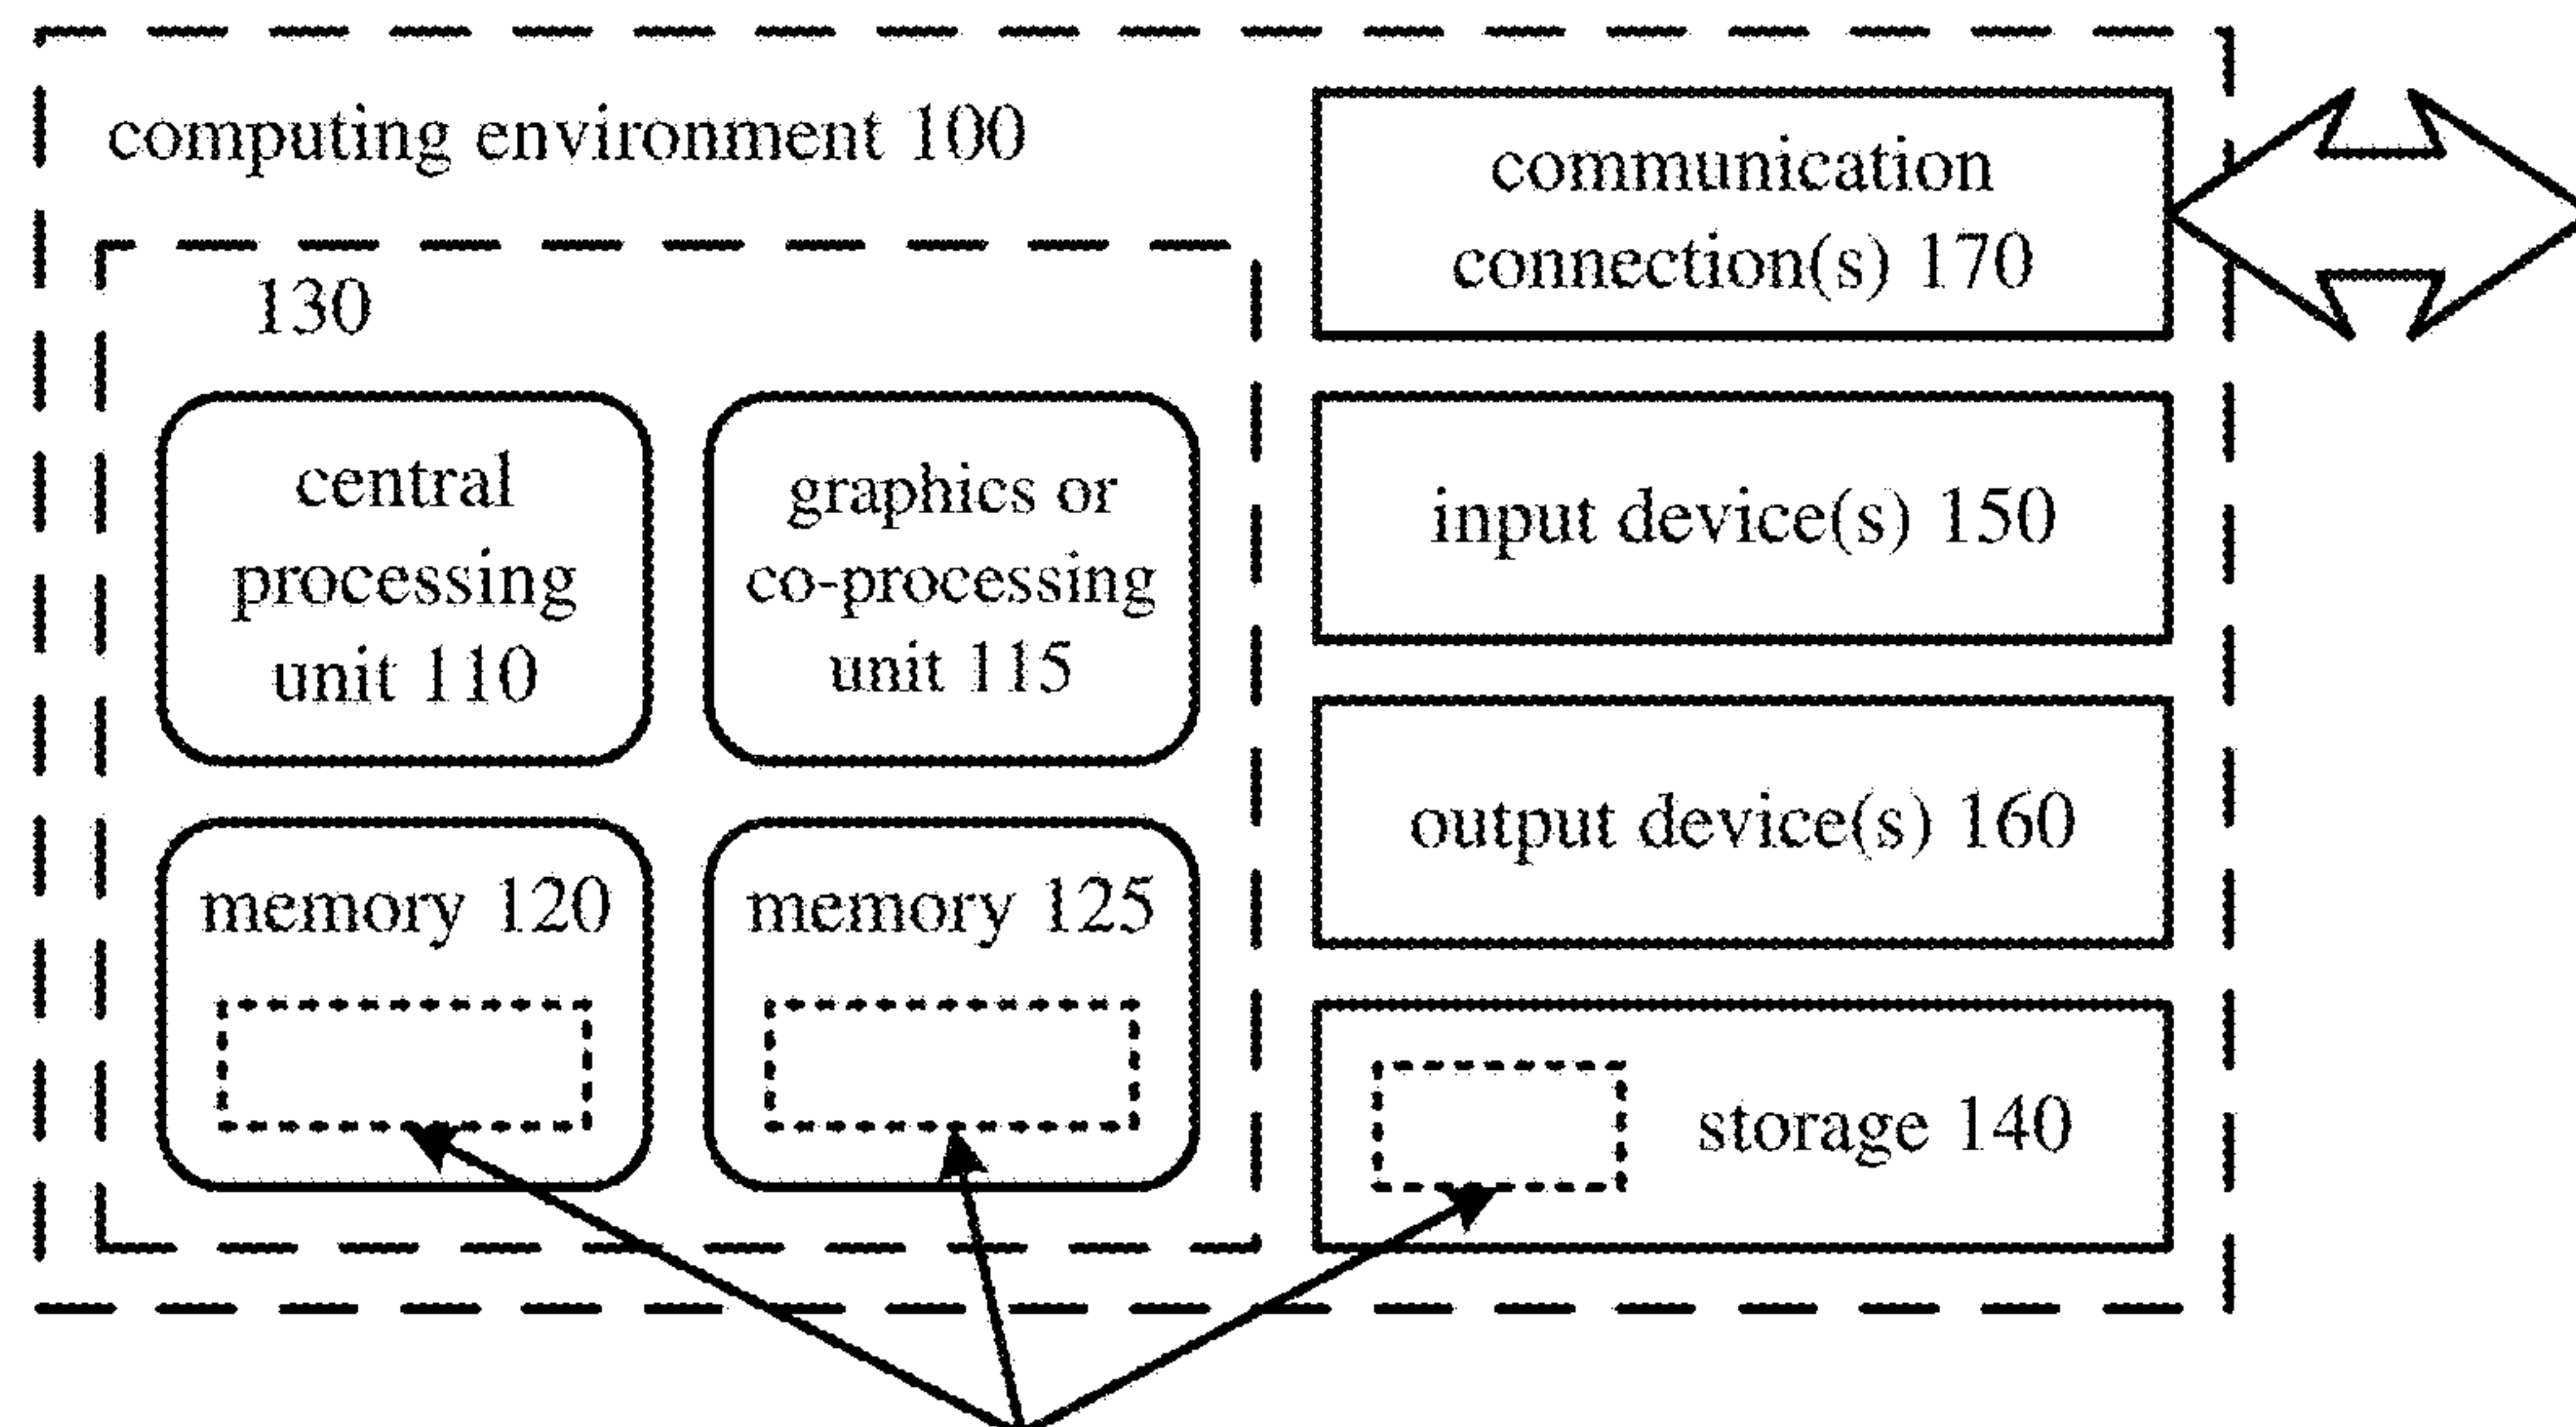 computing environment 100
130
central
processing
unit 110
graphics or
co-processing
unit 115
memory 120
memory 125
communication
connection(s) 170
input device(s) 150
output device(s) 160
storage 140